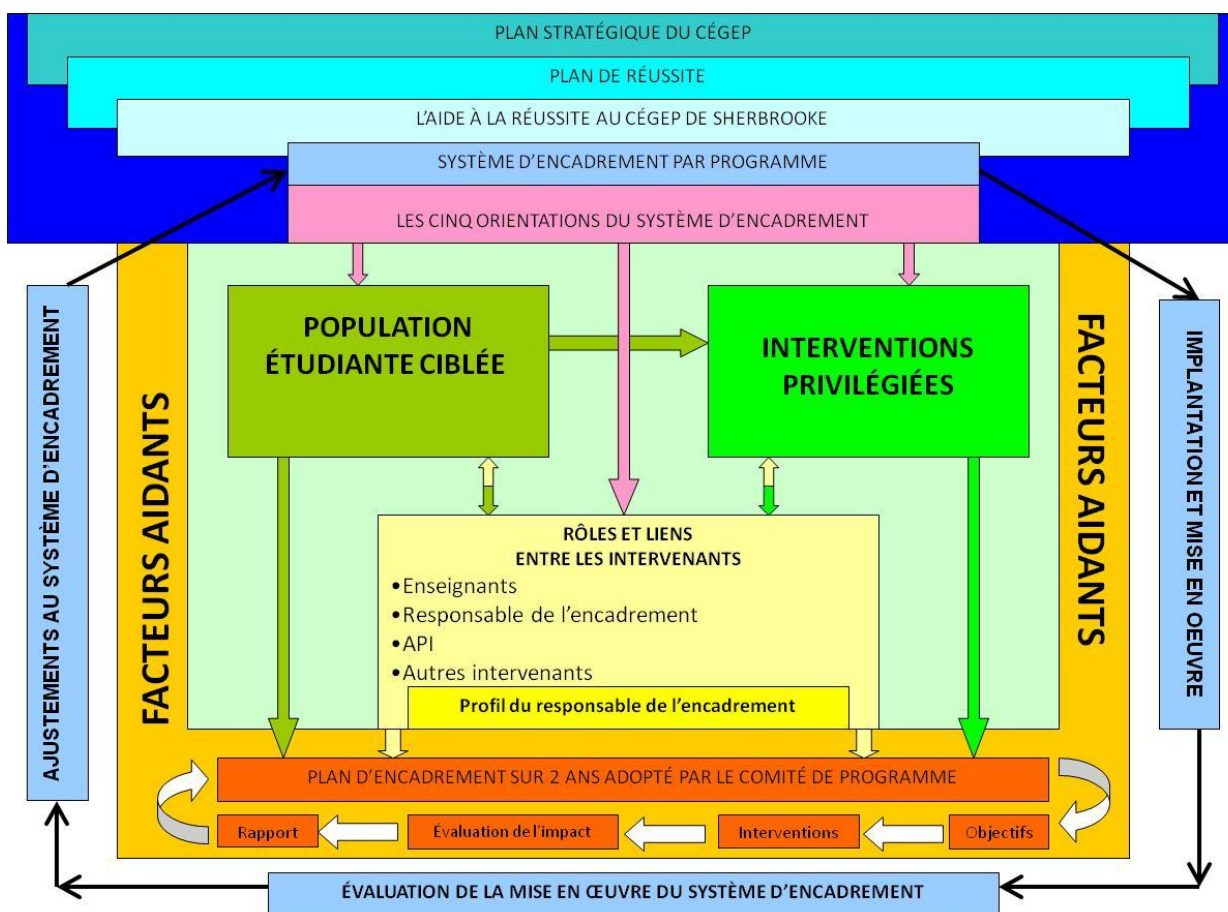 PLAN STRATÉGIQUE DU CÉGEP
PLAN DE RÉUSSITE
L'AIDE À LA RÉUSSITE AU CÉGEP DE SHERBROOKE
SYSTÈME D'ENCADREMENT PAR PROGRAMME
LES CINQ ORIENTATIONS DU SYSTÈME D'ENCADREMENT
AJUSTEMENTS AU SYSTÈME D'ENCADREMENT
FACTEURS AIDANTS
POPULATION
ÉTUDIANTE CIBLÉE
INTERVENTIONS
PRIVILÉGIÉES
FACTEURS AIDANTS
IMPLANTATION ET MISE EN OEUVRE
RÔLES ET LIENS
ENTRE LES INTERVENANTS
•Enseignants
•Responsable de l'encadrement
•API
•Autres intervenants
Profil du responsable de l'encadrement
PLAN D'ENCADREMENT SUR 2 ANS ADOPTÉ PAR LE COMITÉ DE PROGRAMME
Rapport
Évaluation de l'impact
Interventions
Objectifs
ÉVALUATION DE LA MISE EN ŒUVRE DU SYSTÈME D'ENCADREMENT